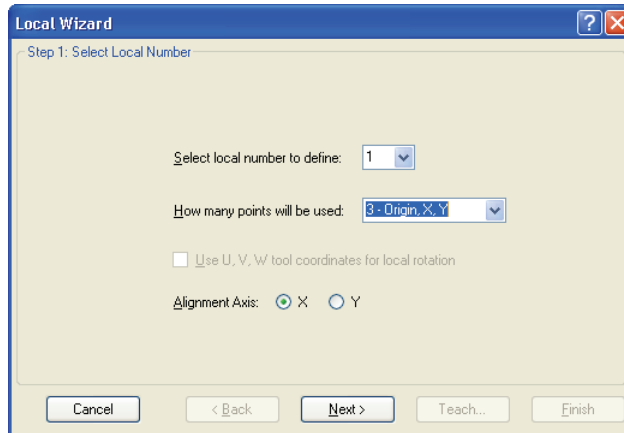 Local Wizard
Step 1: Select Local Number
Select local number to define: 1
How many points will be used: 3 - Origin, X, Y
Use U, V, W tool coordinates for local rotation
Alignment Axis: X Y
Cancel < Back Next > Teach... Finish